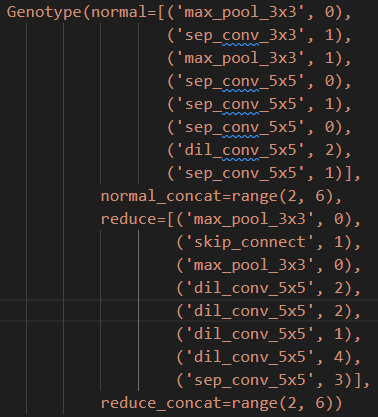 Genotype(normal=[('max_pool_3x3', 0),
('sep_conv_3x3', 1),
('max_pool_3x3', 1),
('sep_conv_5x5', 0),
('sep_conv_5x5', 1),
('sep_conv_5x5', 0),
('dil_conv_5x5', 2),
('sep_conv_5x5', 1)],
normal_concat=range(2, 6),
reduce=[('max_pool_3x3', 0),
('skip_connect', 1),
('max_pool_3x3', 0),
('dil_conv_5x5', 2),
('dil_conv_5x5', 2),
('dil_conv_5x5', 1),
('dil_conv_5x5', 4),
('sep_conv_5x5', 3)],
reduce_concat=range(2, 6))